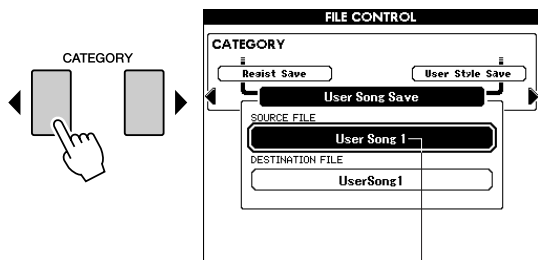 CATEGORY
FILE CONTROL
CATEGORY
Regist Save
User Style Save
User Song Save
SOURCE FILE
User Song 1
DESTINATION FILE
UserSong1